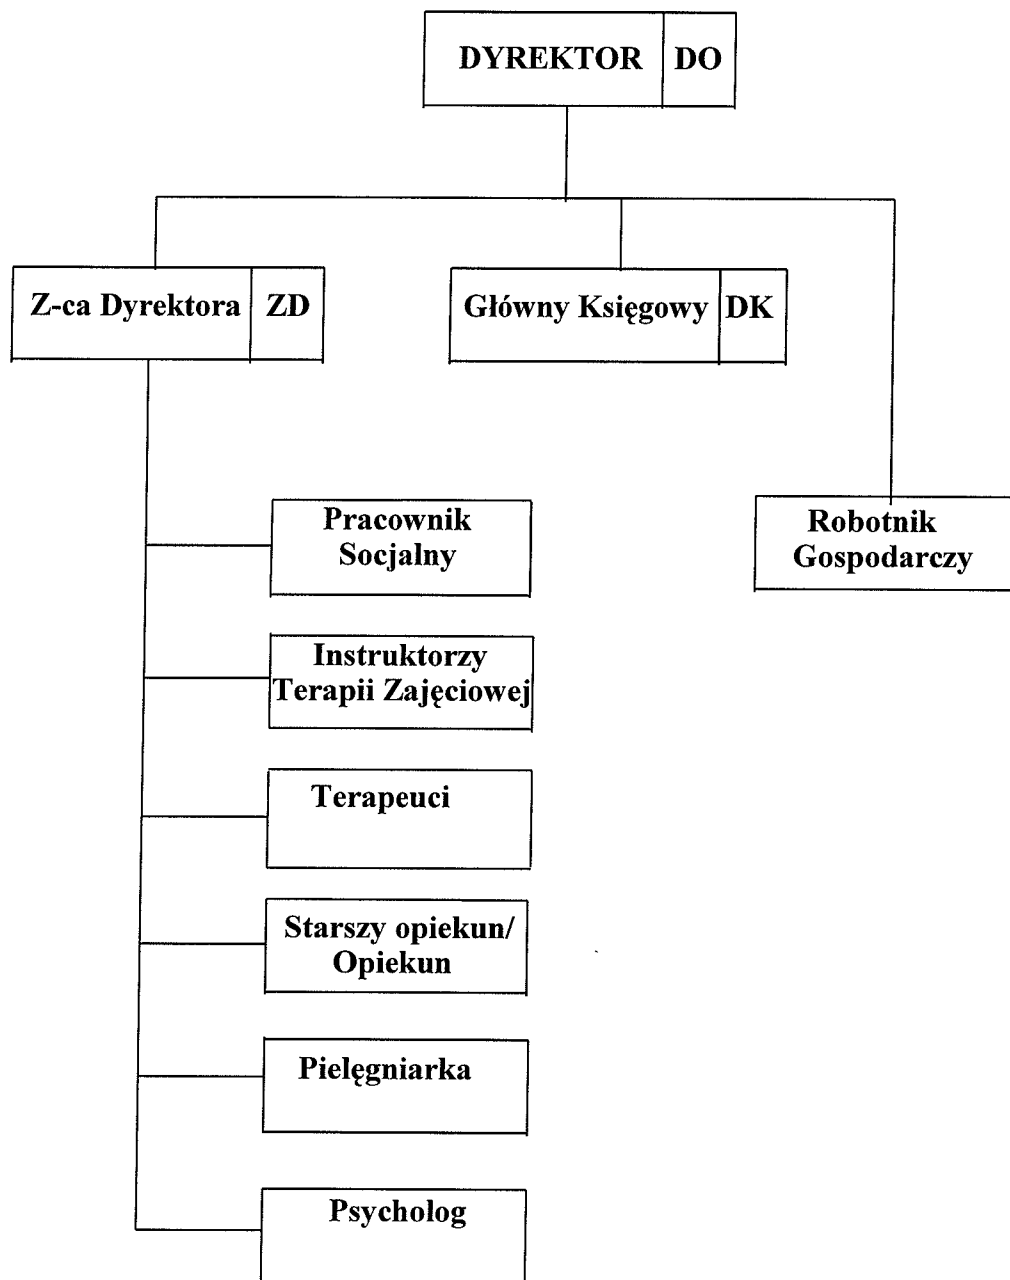 DYREKTOR DO
Z-ca Dyrektora ZD
Główny Księgowy DK
Pracownik
Socjalny
Robotnik
Gospodarczy
Instruktorzy
Terapii Zajęciowej
Terapeuci
Starszy opiekun/
Opiekun
Pielęgniarka
Psycholog